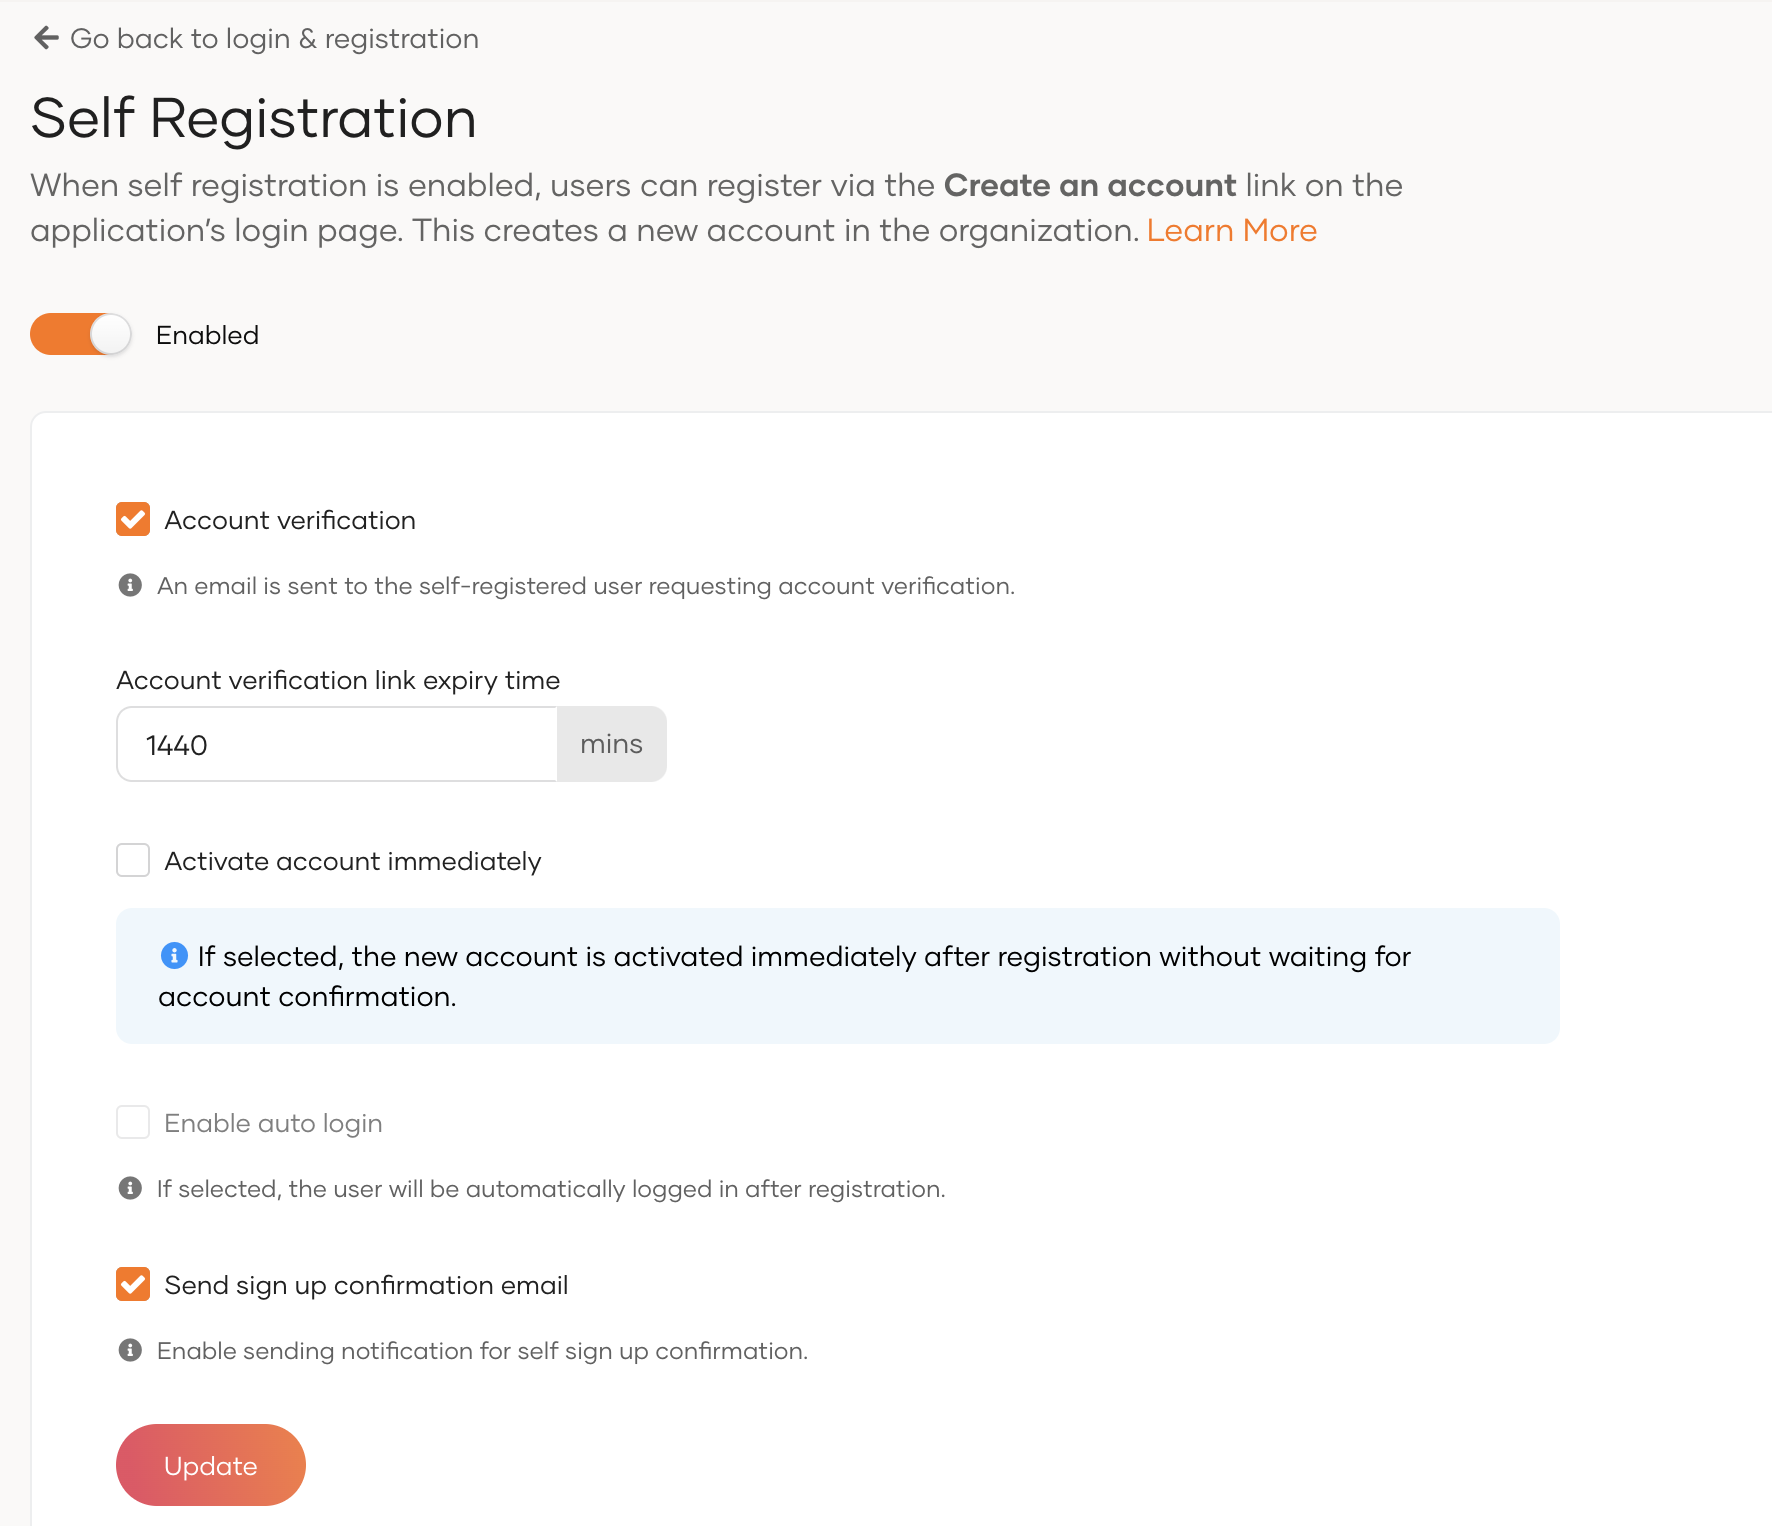 Go back to login & registration
Self Registration
When self registration is enabled, users can register via the Create an account link on the
application’s login page. This creates a new account in the organization. Learn More
Enabled
Account verification
An email is sent to the self-registered user requesting account verification.
Account verification link expiry time
1440 mins
Activate account immediately
If selected, the new account is activated immediately after registration without waiting for
account confirmation.
Enable auto login
If selected, the user will be automatically logged in after registration.
Send sign up confirmation email
Enable sending notification for self sign up confirmation.
Update